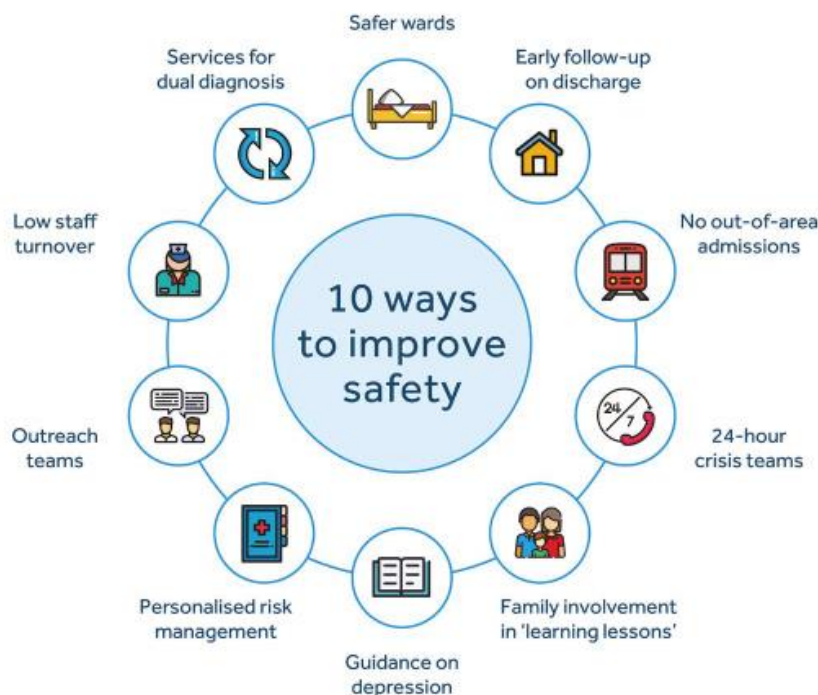 Safer wards
Services for
dual diagnosis
Early follow-up
on discharge
Low staff
turnover
No out-of-area
admissions
10 ways
to improve
safety
24
7
Outreach
teams
24-hour
crisis teams
Personalised risk
management
Family involvement
in 'learning lessons'
Guidance on
depression